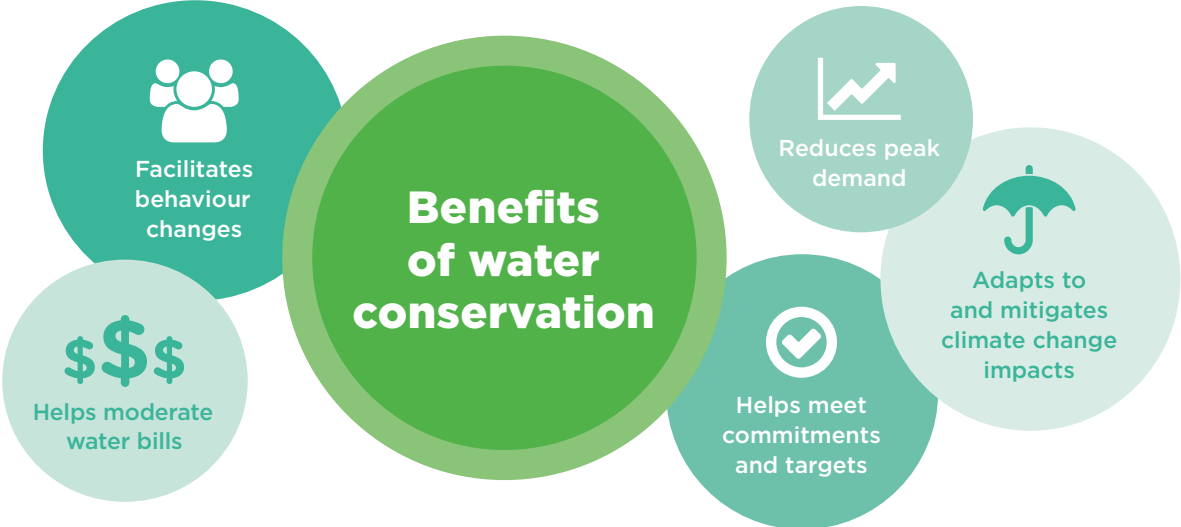 Facilitates
behaviour
changes
$$$
Helps moderate
water bills
Benefits
of water
conservation
Reduces peak
demand
Adapts to
and mitigates
climate change
impacts
Helps meet
commitments
and targets